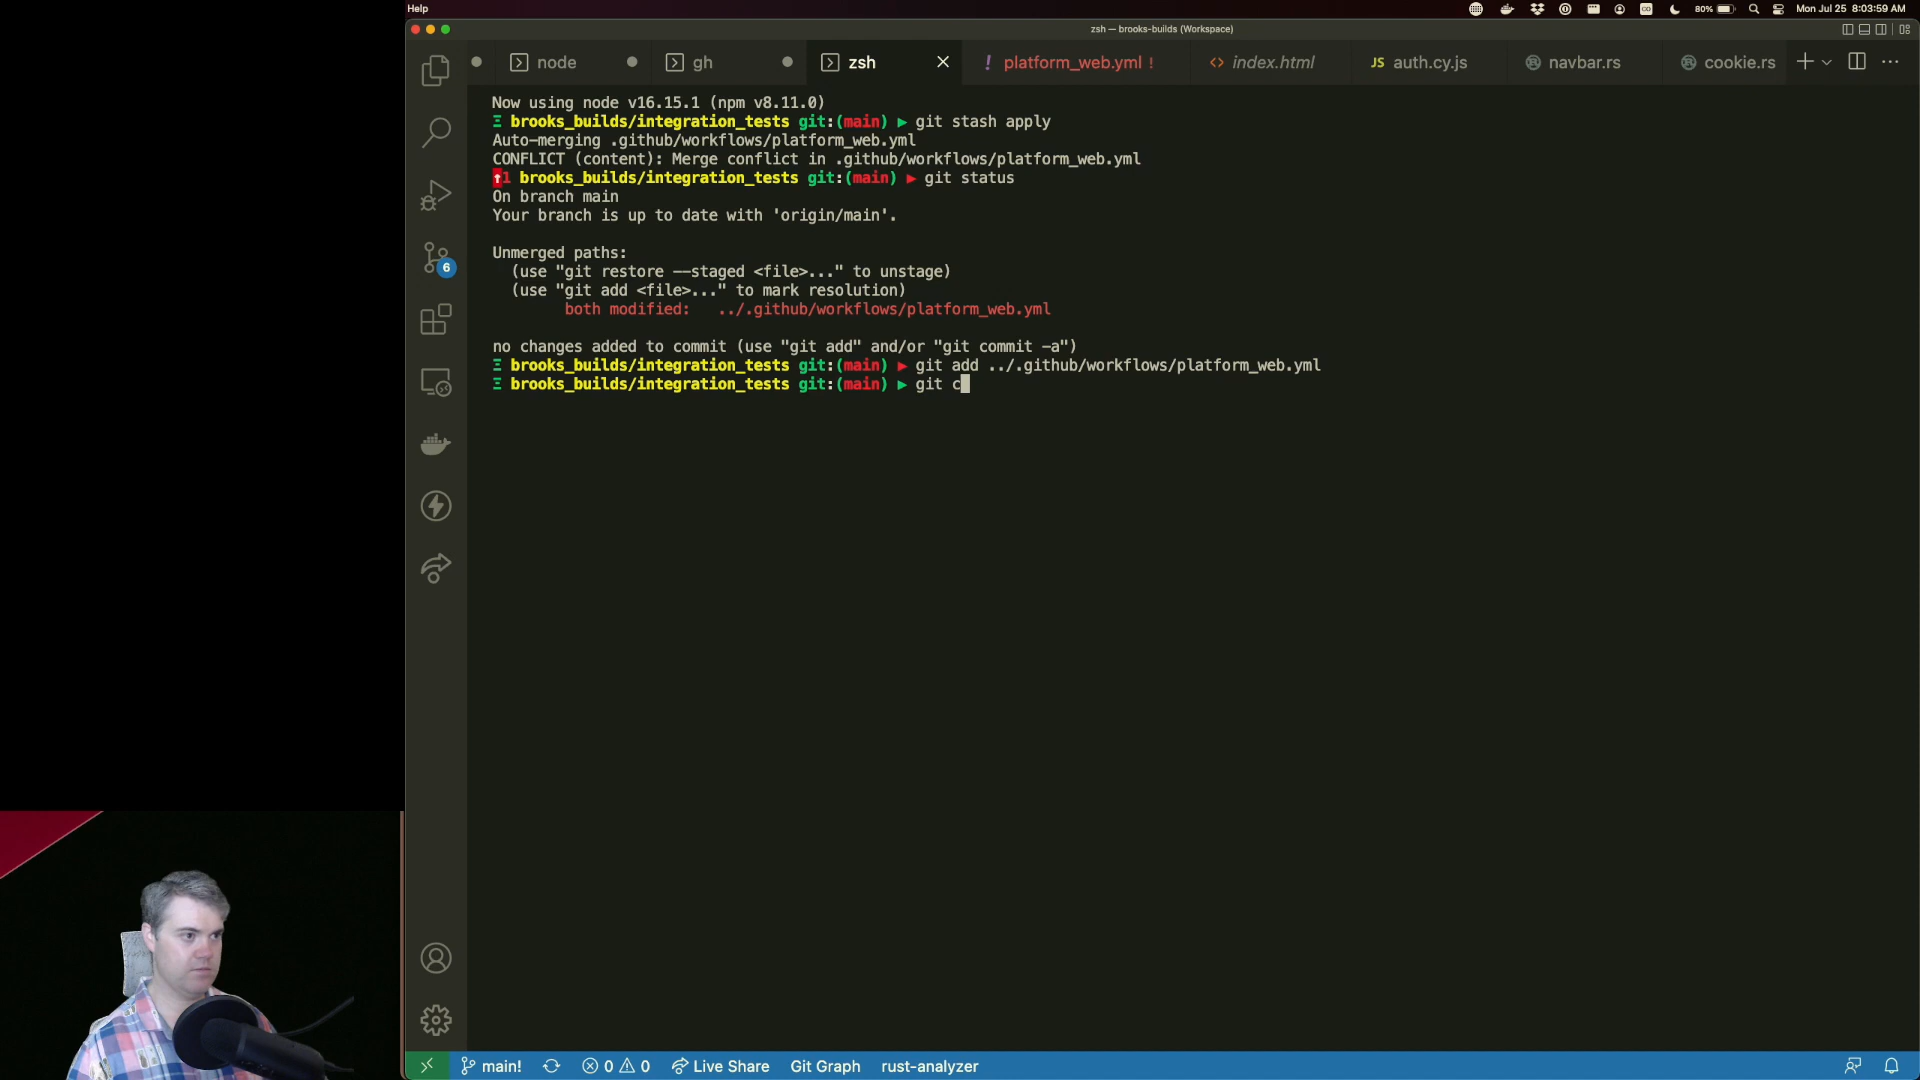 Help
80%
Mon Jul 25 8:03:59 AM
zsh — brooks-builds (Workspace)
node
gh
zsh
! platform_web.yml !
<> index.html
JS auth.cy.js
navbar.rs
cookie.rs
Now using node v16.15.1 (npm v8.11.0)
Ξ brooks_builds/integration_tests git:(main) ▶ git stash apply
Auto-merging .github/workflows/platform_web.yml
CONFLICT (content): Merge conflict in .github/workflows/platform_web.yml
↑1 brooks_builds/integration_tests git:(main) ▶ git status
On branch main
Your branch is up to date with 'origin/main'.
Unmerged paths:
(use "git restore --staged <file>..." to unstage)
(use "git add <file>..." to mark resolution)
both modified: ../.github/workflows/platform_web.yml
no changes added to commit (use "git add" and/or "git commit -a")
Ξ brooks_builds/integration_tests git:(main) ▶ git add ../.github/workflows/platform_web.yml
Ξ brooks_builds/integration_tests git:(main) ▶ git c
6
main!
0
0
Live Share
Git Graph
rust-analyzer